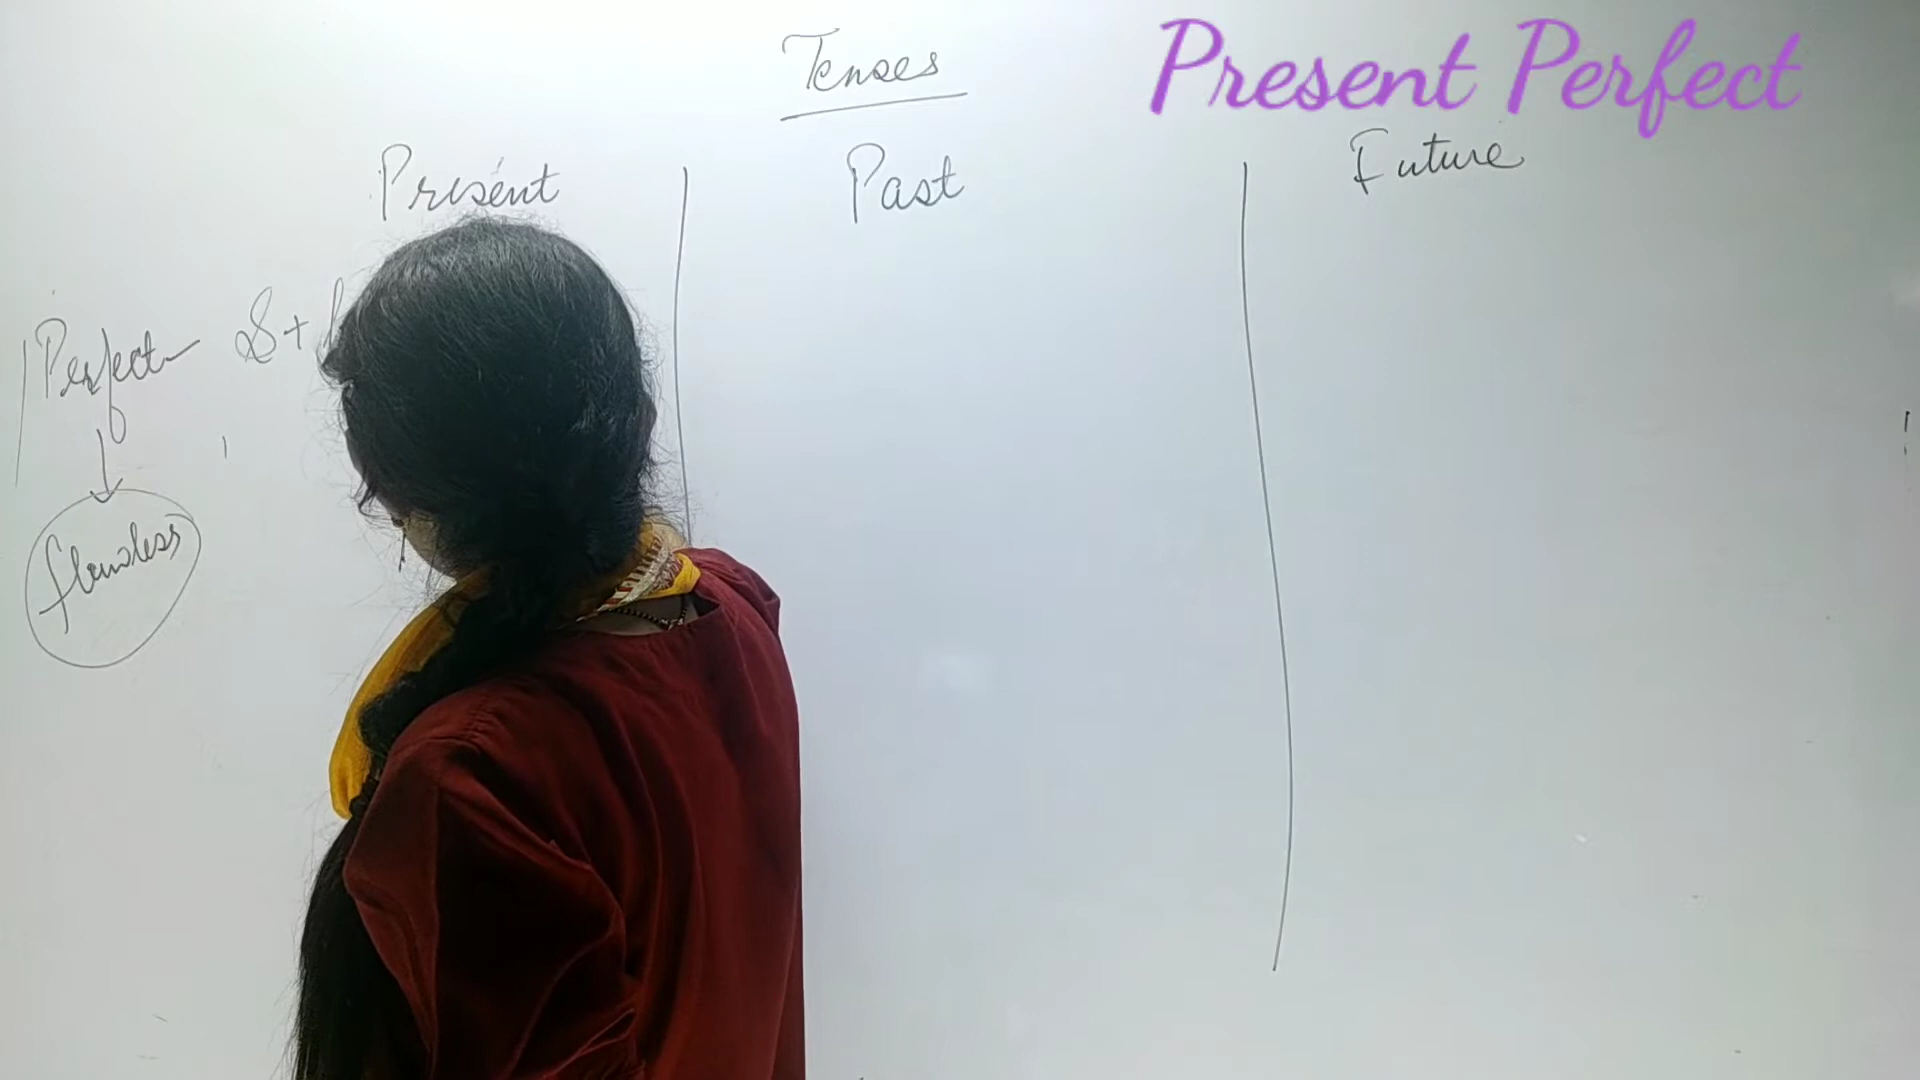 Tenses
Present Perfect
Present
Past
Future
Perfect - S + h
flawless